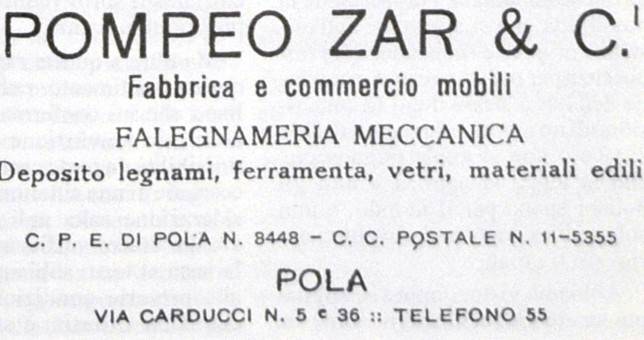 POMPEO ZAR & C.i
Fabbrica e commercio mobili
FALEGNAMERIA MECCANICA
Deposito legnami, ferramenta, vetri, materiali edili
C. P. E. DI POLA N. 8448 - C. C. POSTALE N. 11-5355
POLA
VIA CARDUCCI N. 5 e 36 :: TELEFONO 55